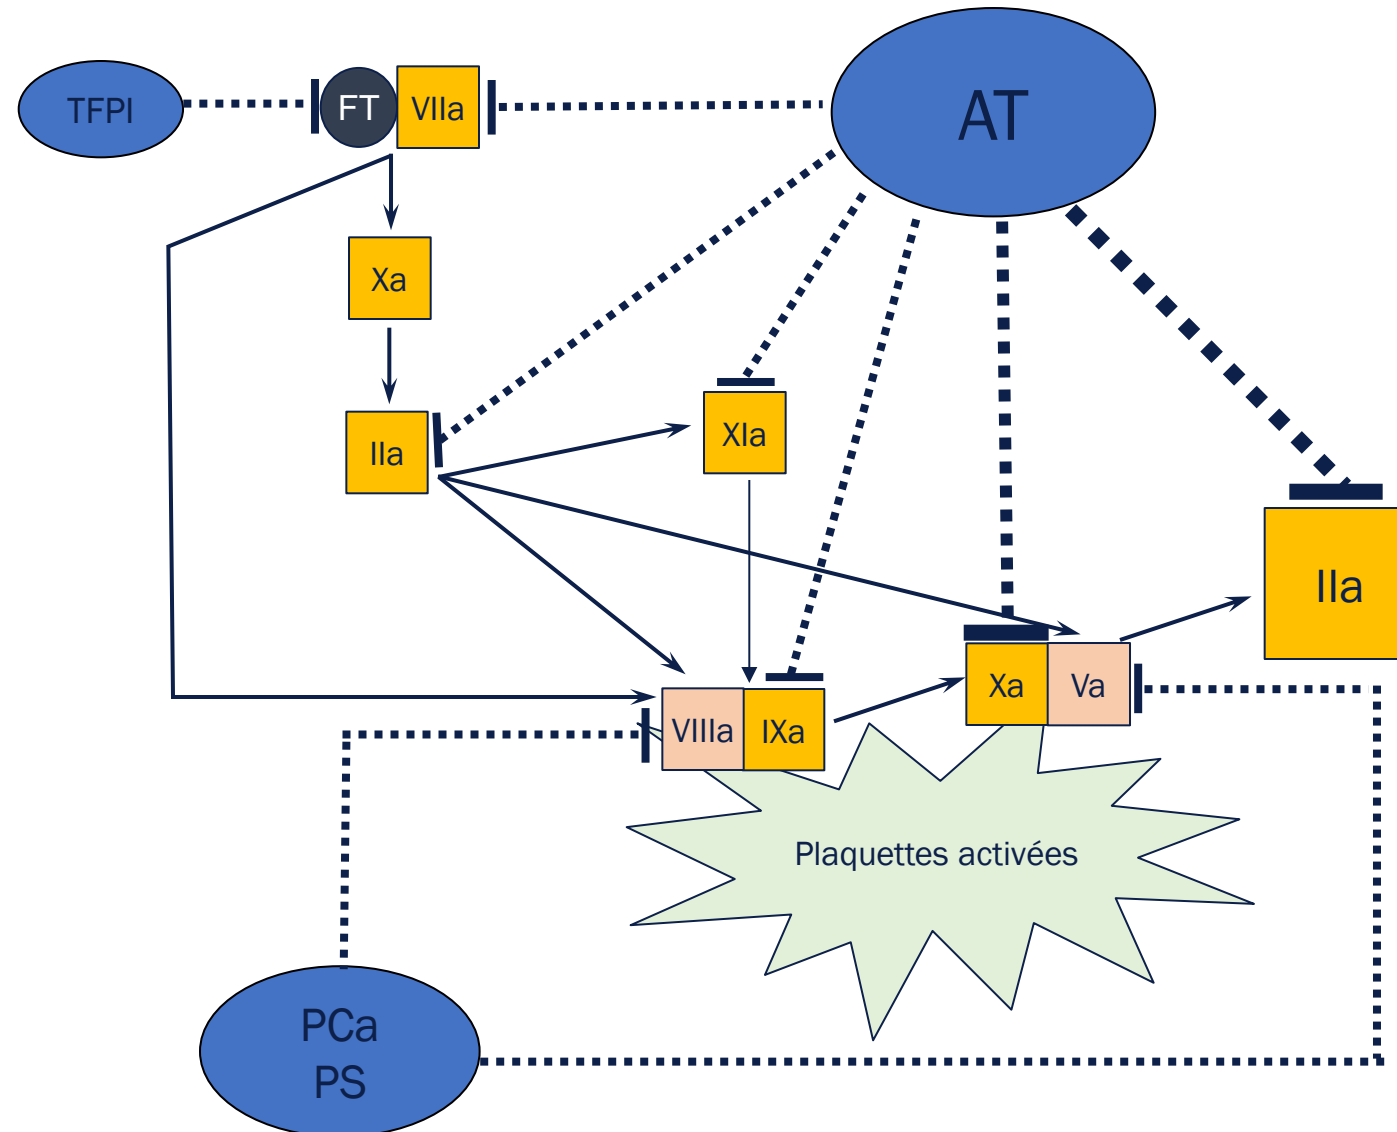 TFPI
FT
VIIa
AT
Xa
IIa
XIa
IIa
Xa
Va
VIIIa
IXa
Plaquettes activées
PCa
PS